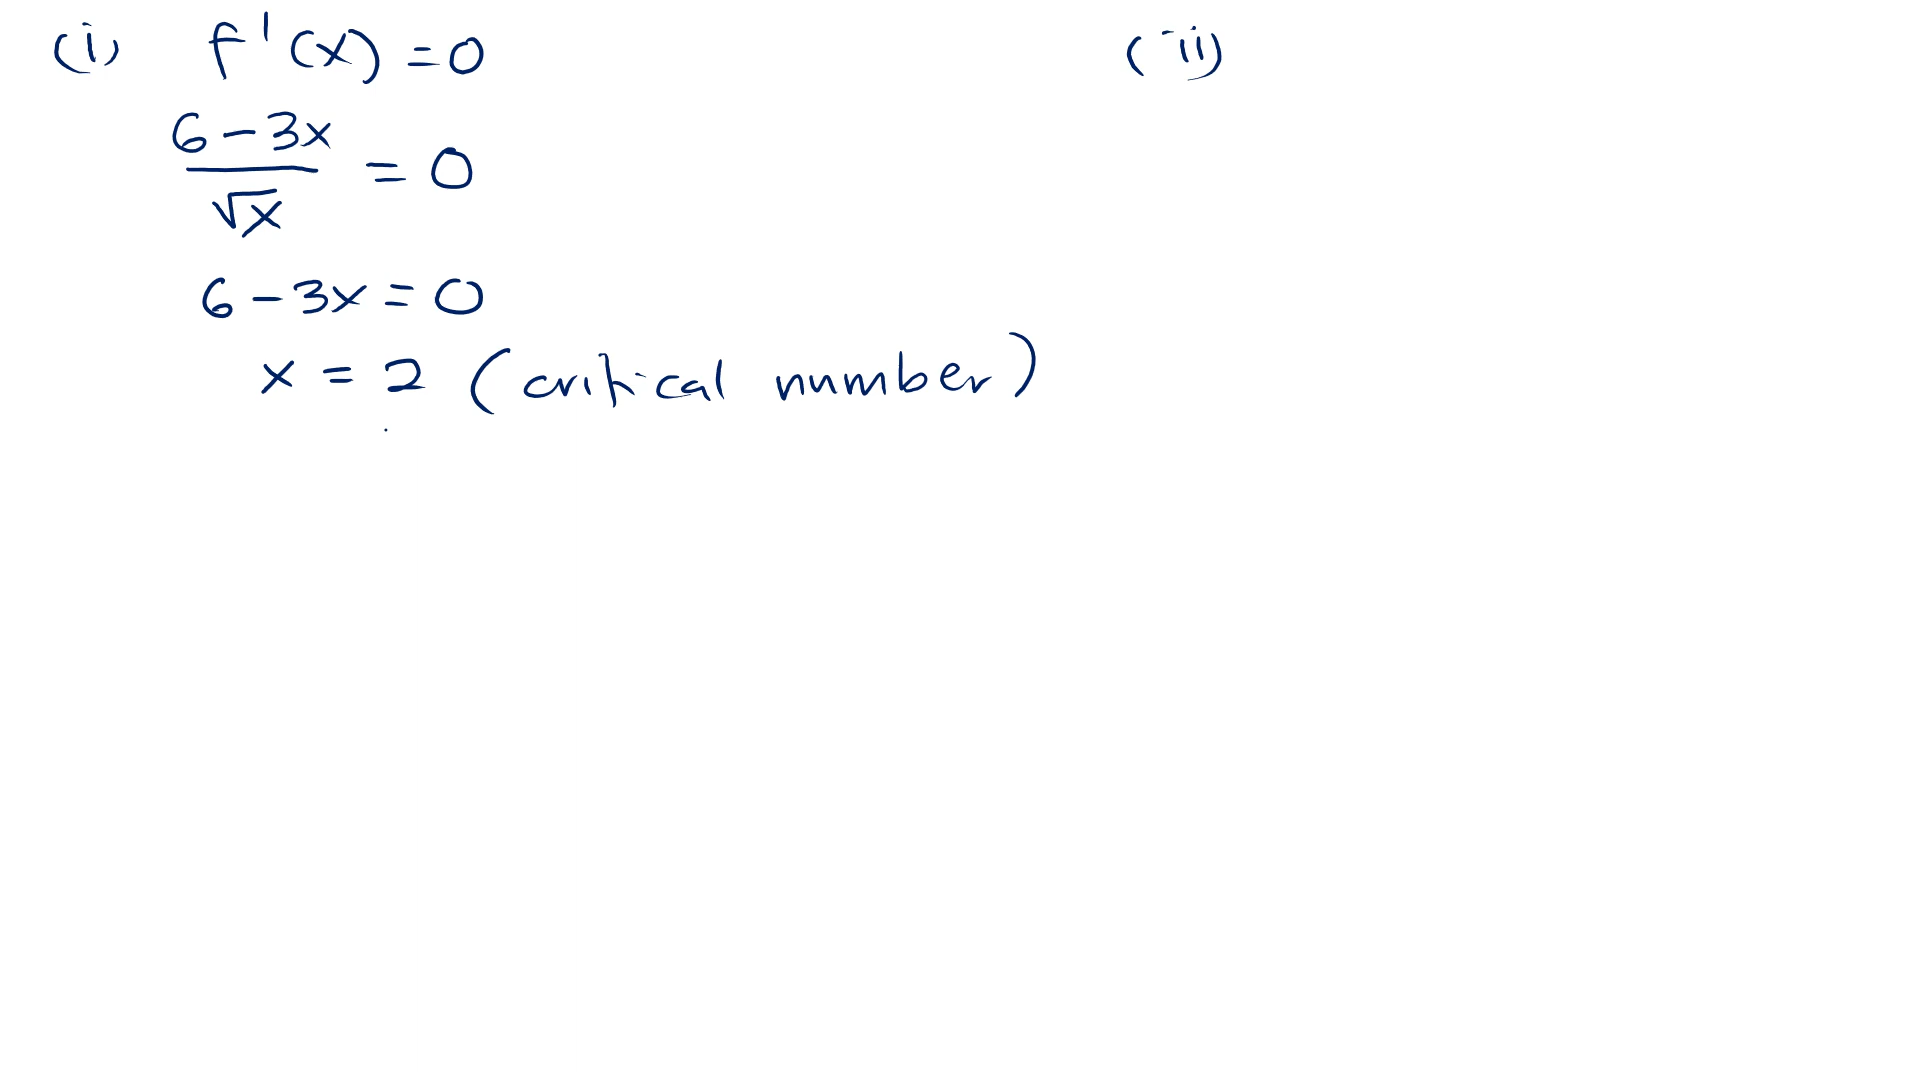 (i) f'(x) = 0
(ii)
6 - 3x / √x = 0
6 - 3x = 0
x = 2 (critical number)